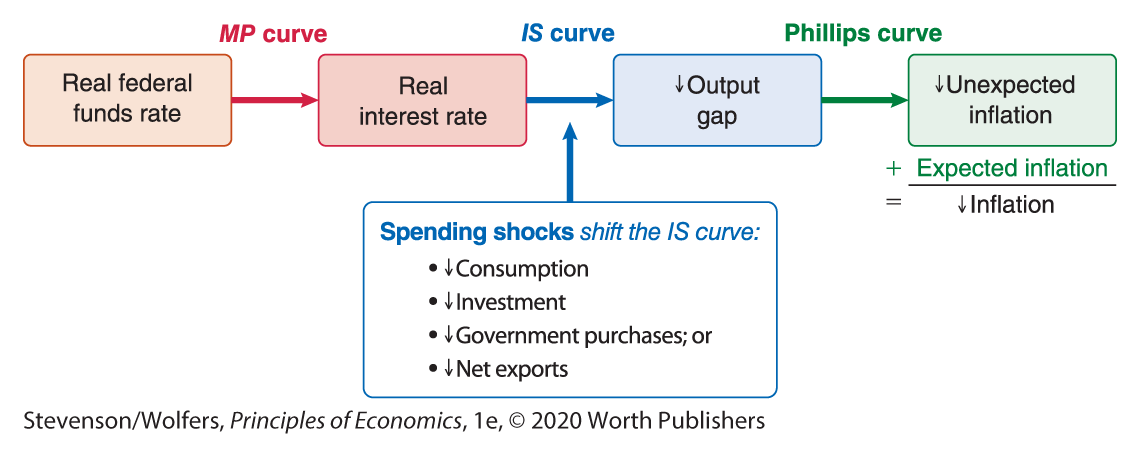 MP curve
IS curve
Phillips curve
Real federal
funds rate
Real
interest rate
↓Output
gap
↓Unexpected
inflation
+ Expected inflation
= ↓Inflation
Spending shocks shift the IS curve:
• ↓Consumption
• ↓Investment
• ↓Government purchases; or
• ↓Net exports
Stevenson/Wolfers, Principles of Economics, 1e, © 2020 Worth Publishers